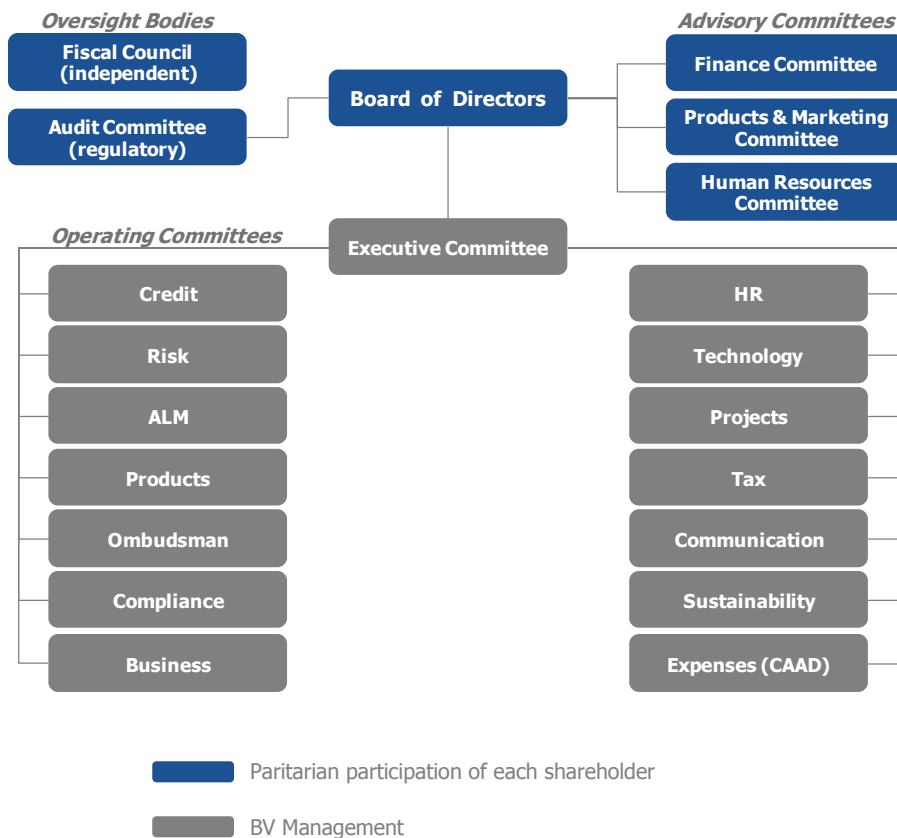 Oversight Bodies
Fiscal Council
(independent)
Audit Committee
(regulatory)
Board of Directors
Advisory Committees
Finance Committee
Products & Marketing
Committee
Human Resources
Committee
Operating Committees
Executive Committee
Credit
Risk
ALM
Products
Ombudsman
Compliance
Business
HR
Technology
Projects
Tax
Communication
Sustainability
Expenses (CAAD)
Paritarian participation of each shareholder
BV Management